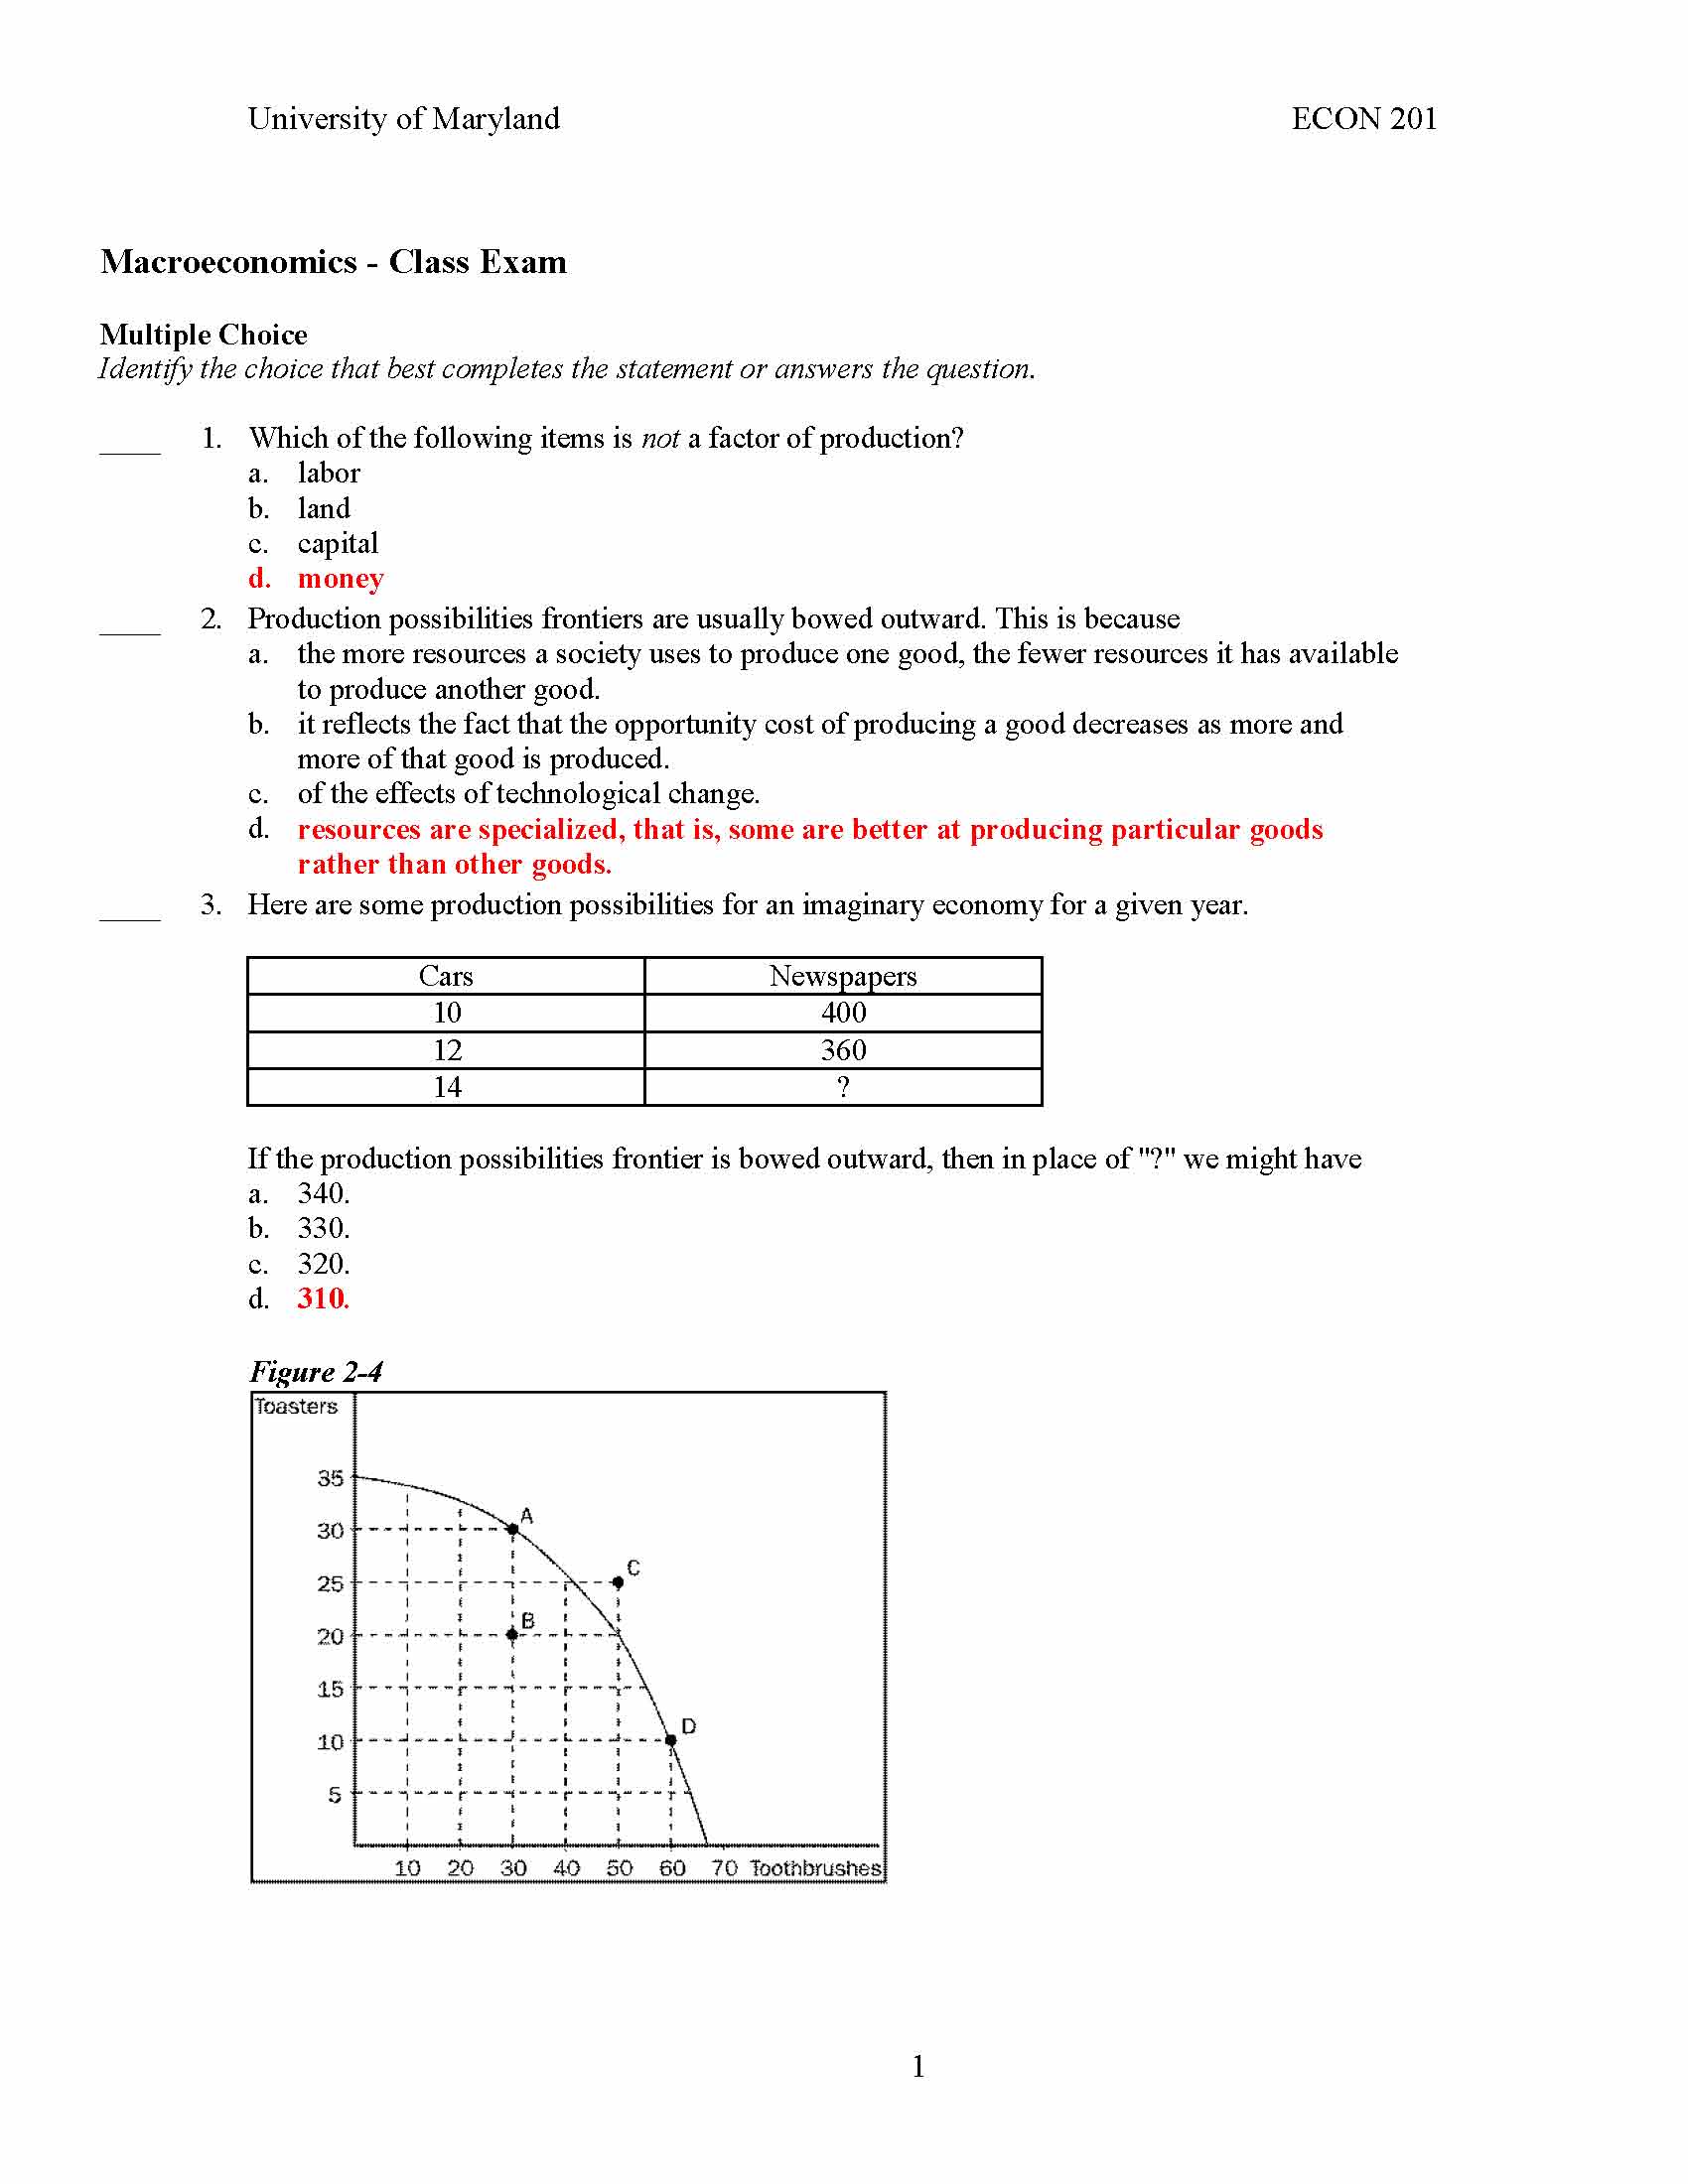 University of Maryland ECON 201
Macroeconomics - Class Exam
Multiple Choice
Identify the choice that best completes the statement or answers the question.
____ 1. Which of the following items is not a factor of production?
a. labor
b. land
c. capital
d. money
____ 2. Production possibilities frontiers are usually bowed outward. This is because
a. the more resources a society uses to produce one good, the fewer resources it has available
to produce another good.
b. it reflects the fact that the opportunity cost of producing a good decreases as more and
more of that good is produced.
c. of the effects of technological change.
d. resources are specialized, that is, some are better at producing particular goods
rather than other goods.
____ 3. Here are some production possibilities for an imaginary economy for a given year.
Cars Newspapers
10 400
12 360
14 ?
If the production possibilities frontier is bowed outward, then in place of "?" we might have
a. 340.
b. 330.
c. 320.
d. 310.
Figure 2-4
Toasters
35
30 A
25 C
20 B
15
10 D
5
10 20 30 40 50 60 70 Toothbrushes
1